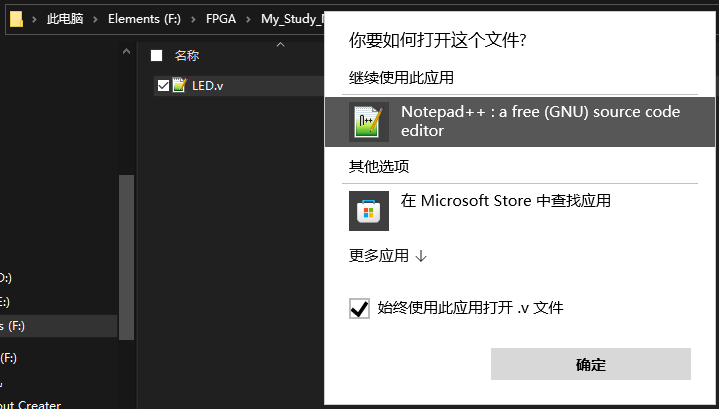 此电脑 > Elements (F:) > FPGA > My_Study_
名称
LED.v
D:)
E:)
s (F:)
(F:)
out Creater
你要如何打开这个文件?
继续使用此应用
Notepad++ : a free (GNU) source code
editor
其他选项
在 Microsoft Store 中查找应用
更多应用 ↓
始终使用此应用打开 .v 文件
确定